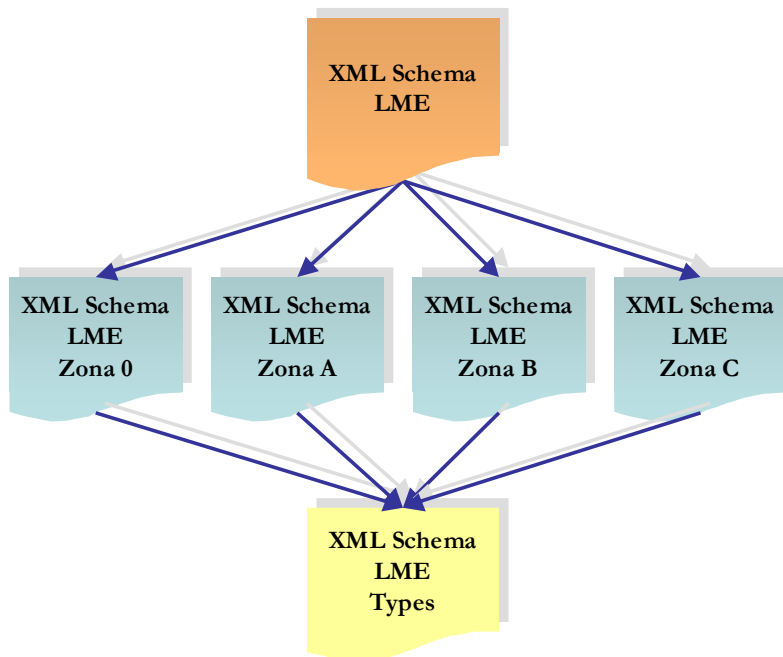 XML Schema
LME
XML Schema
LME
Zona 0
XML Schema
LME
Zona A
XML Schema
LME
Zona B
XML Schema
LME
Zona C
XML Schema
LME
Types